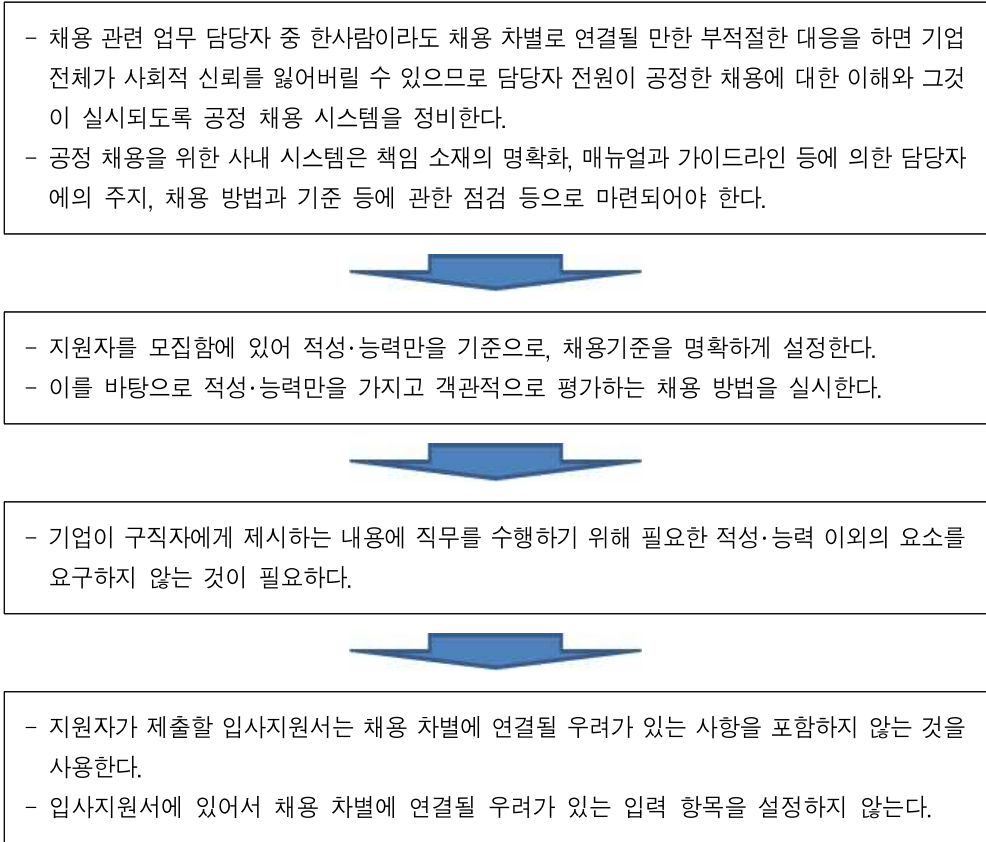 - 채용 관련 업무 담당자 중 한사람이라도 채용 차별로 연결될 만한 부적절한 대응을 하면 기업
전체가 사회적 신뢰를 잃어버릴 수 있으므로 담당자 전원이 공정한 채용에 대한 이해와 그것
이 실시되도록 공정 채용 시스템을 정비한다.
- 공정 채용을 위한 사내 시스템은 책임 소재의 명확화, 매뉴얼과 가이드라인 등에 의한 담당자
에의 주지, 채용 방법과 기준 등에 관한 점검 등으로 마련되어야 한다.
- 지원자를 모집함에 있어 적성·능력만을 기준으로, 채용기준을 명확하게 설정한다.
- 이를 바탕으로 적성·능력만을 가지고 객관적으로 평가하는 채용 방법을 실시한다.
- 기업이 구직자에게 제시하는 내용에 직무를 수행하기 위해 필요한 적성·능력 이외의 요소를
요구하지 않는 것이 필요하다.
- 지원자가 제출할 입사지원서는 채용 차별에 연결될 우려가 있는 사항을 포함하지 않는 것을
사용한다.
- 입사지원서에 있어서 채용 차별에 연결될 우려가 있는 입력 항목을 설정하지 않는다.